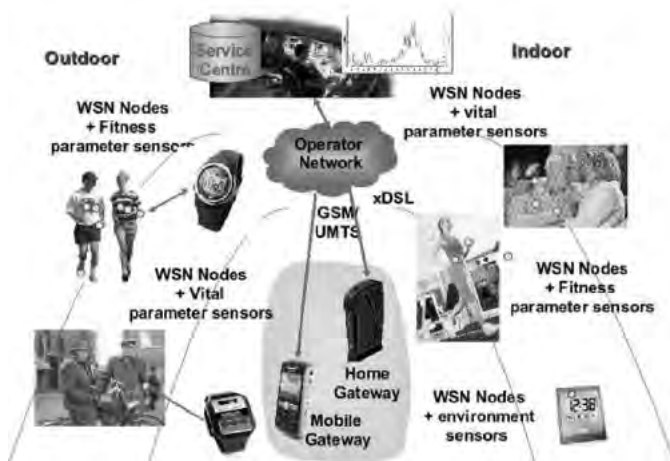 Outdoor
Service
Centre
Indoor
WSN Nodes
+ Fitness
parameter sensors
WSN Nodes
+ vital
parameter sensors
Operator
Network
GSM/
UMTS
xDSL
WSN Nodes
+ Vital
parameter sensors
WSN Nodes
+ Fitness
parameter sensors
Home
Gateway
Mobile
Gateway
WSN Nodes
+ environment
sensors
12:38